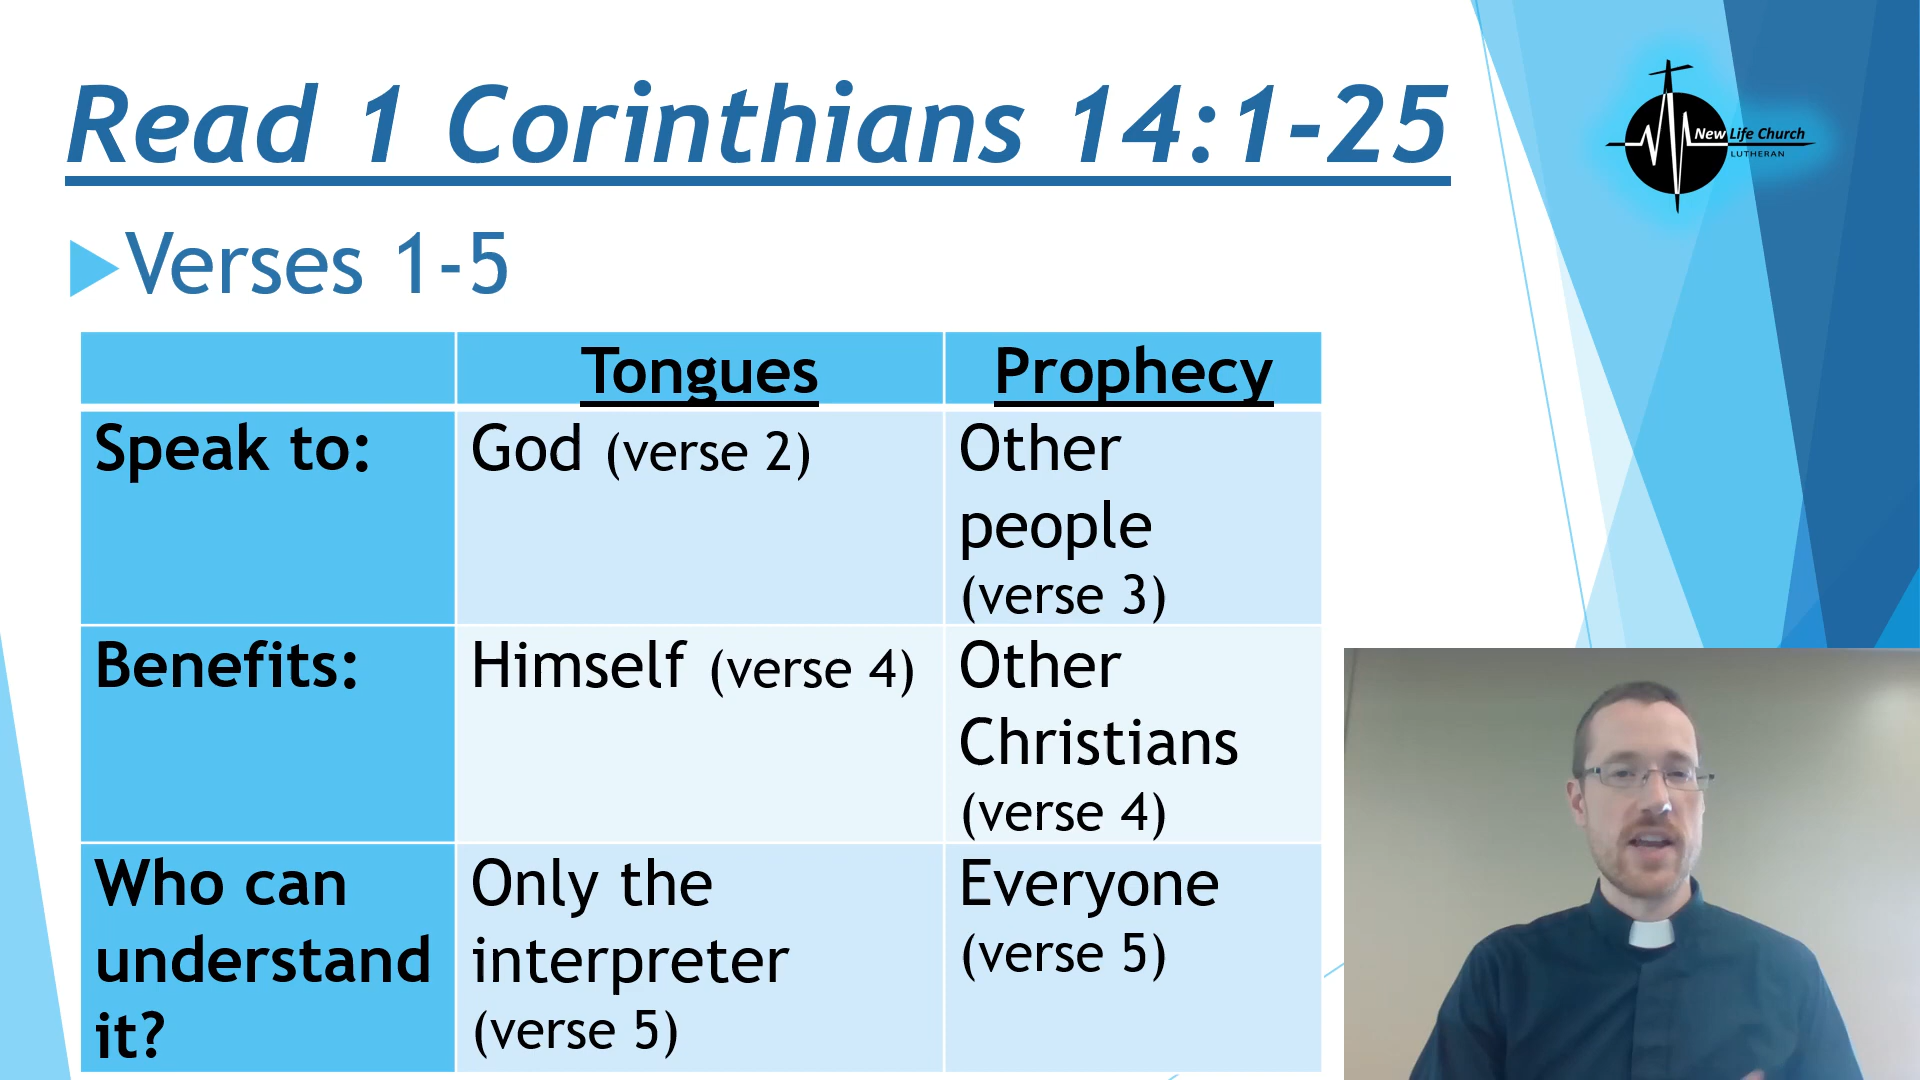 Read 1 Corinthians 14:1-25
New Life Church
LUTHERAN
Verses 1-5
Tongues Prophecy
Speak to: God (verse 2) Other
people
(verse 3)
Benefits: Himself (verse 4) Other
Christians
(verse 4)
Who can Only the Everyone
understand interpreter (verse 5)
it? (verse 5)